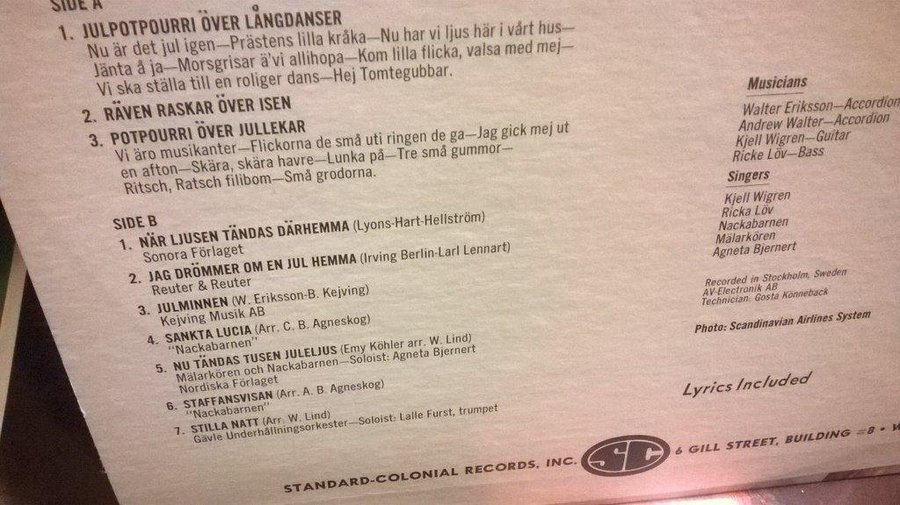 SIDE A
1. JULPOTPOURRI ÖVER LÅNGDANSER
Nu är det jul igen—Prästens lilla kråka—Nu har vi ljus här i vårt hus—
Jänta å ja—Morsgrisar ä'vi allihopa—Kom lilla flicka, valsa med mej—
Vi ska ställa till en roliger dans—Hej Tomtegubbar.
2. RÄVEN RASKAR ÖVER ISEN
3. POTPOURRI ÖVER JULLEKAR
Vi äro musikanter—Flickorna de små uti ringen de ga—Jag gick mej ut
en afton—Skära, skära havre—Lunka på—Tre små gummor—
Ritsch, Ratsch filibom—Små grodorna.
SIDE B
1. NÄR LJUSEN TÄNDAS DÄRHEMMA (Lyons-Hart-Hellström)
Sonora Förlaget
2. JAG DRÖMMER OM EN JUL HEMMA (Irving Berlin-Larl Lennart)
Reuter & Reuter
3. JULMINNEN (W. Eriksson-B. Kejving)
Kejving Musik AB
4. SANKTA LUCIA (Arr. C. B. Agneskog)
"Nackabarnen"
5. NU TÄNDAS TUSEN JULELJUS (Emy Köhler arr. W. Lind)
Mälarkören och Nackabarnen—Soloist: Agneta Bjernert
Nordiska Förlaget
6. STAFFANSVISAN (Arr. A. B. Agneskog)
"Nackabarnen"
7. STILLA NATT (Arr. W. Lind)
Gävle Underhållningsorkester—Soloist: Lalle Furst, trumpet
Musicians
Walter Eriksson—Accordion
Andrew Walter—Accordion
Kjell Wigren—Guitar
Ricke Löv—Bass
Singers
Kjell Wigren
Ricka Löv
Nackabarnen
Mälarkören
Agneta Bjernert
Recorded in Stockholm, Sweden
AV-Electronik AB
Technician: Gosta Konneback
Photo: Scandinavian Airlines System
Lyrics Included
STANDARD-COLONIAL RECORDS, INC. SC 6 GILL STREET, BUILDING #8 • W